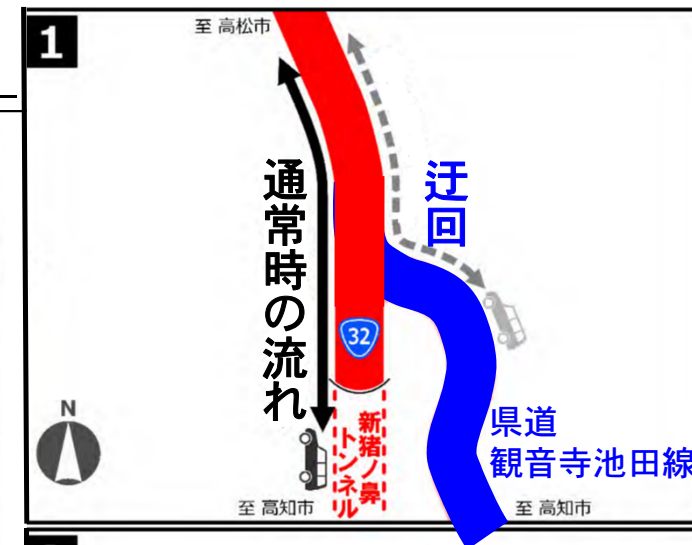 1
至 高松市
通常時の流れ
迂回
32
新猪ノ鼻
トンネル
N
県道
観音寺池田線
至 高知市
至 高知市